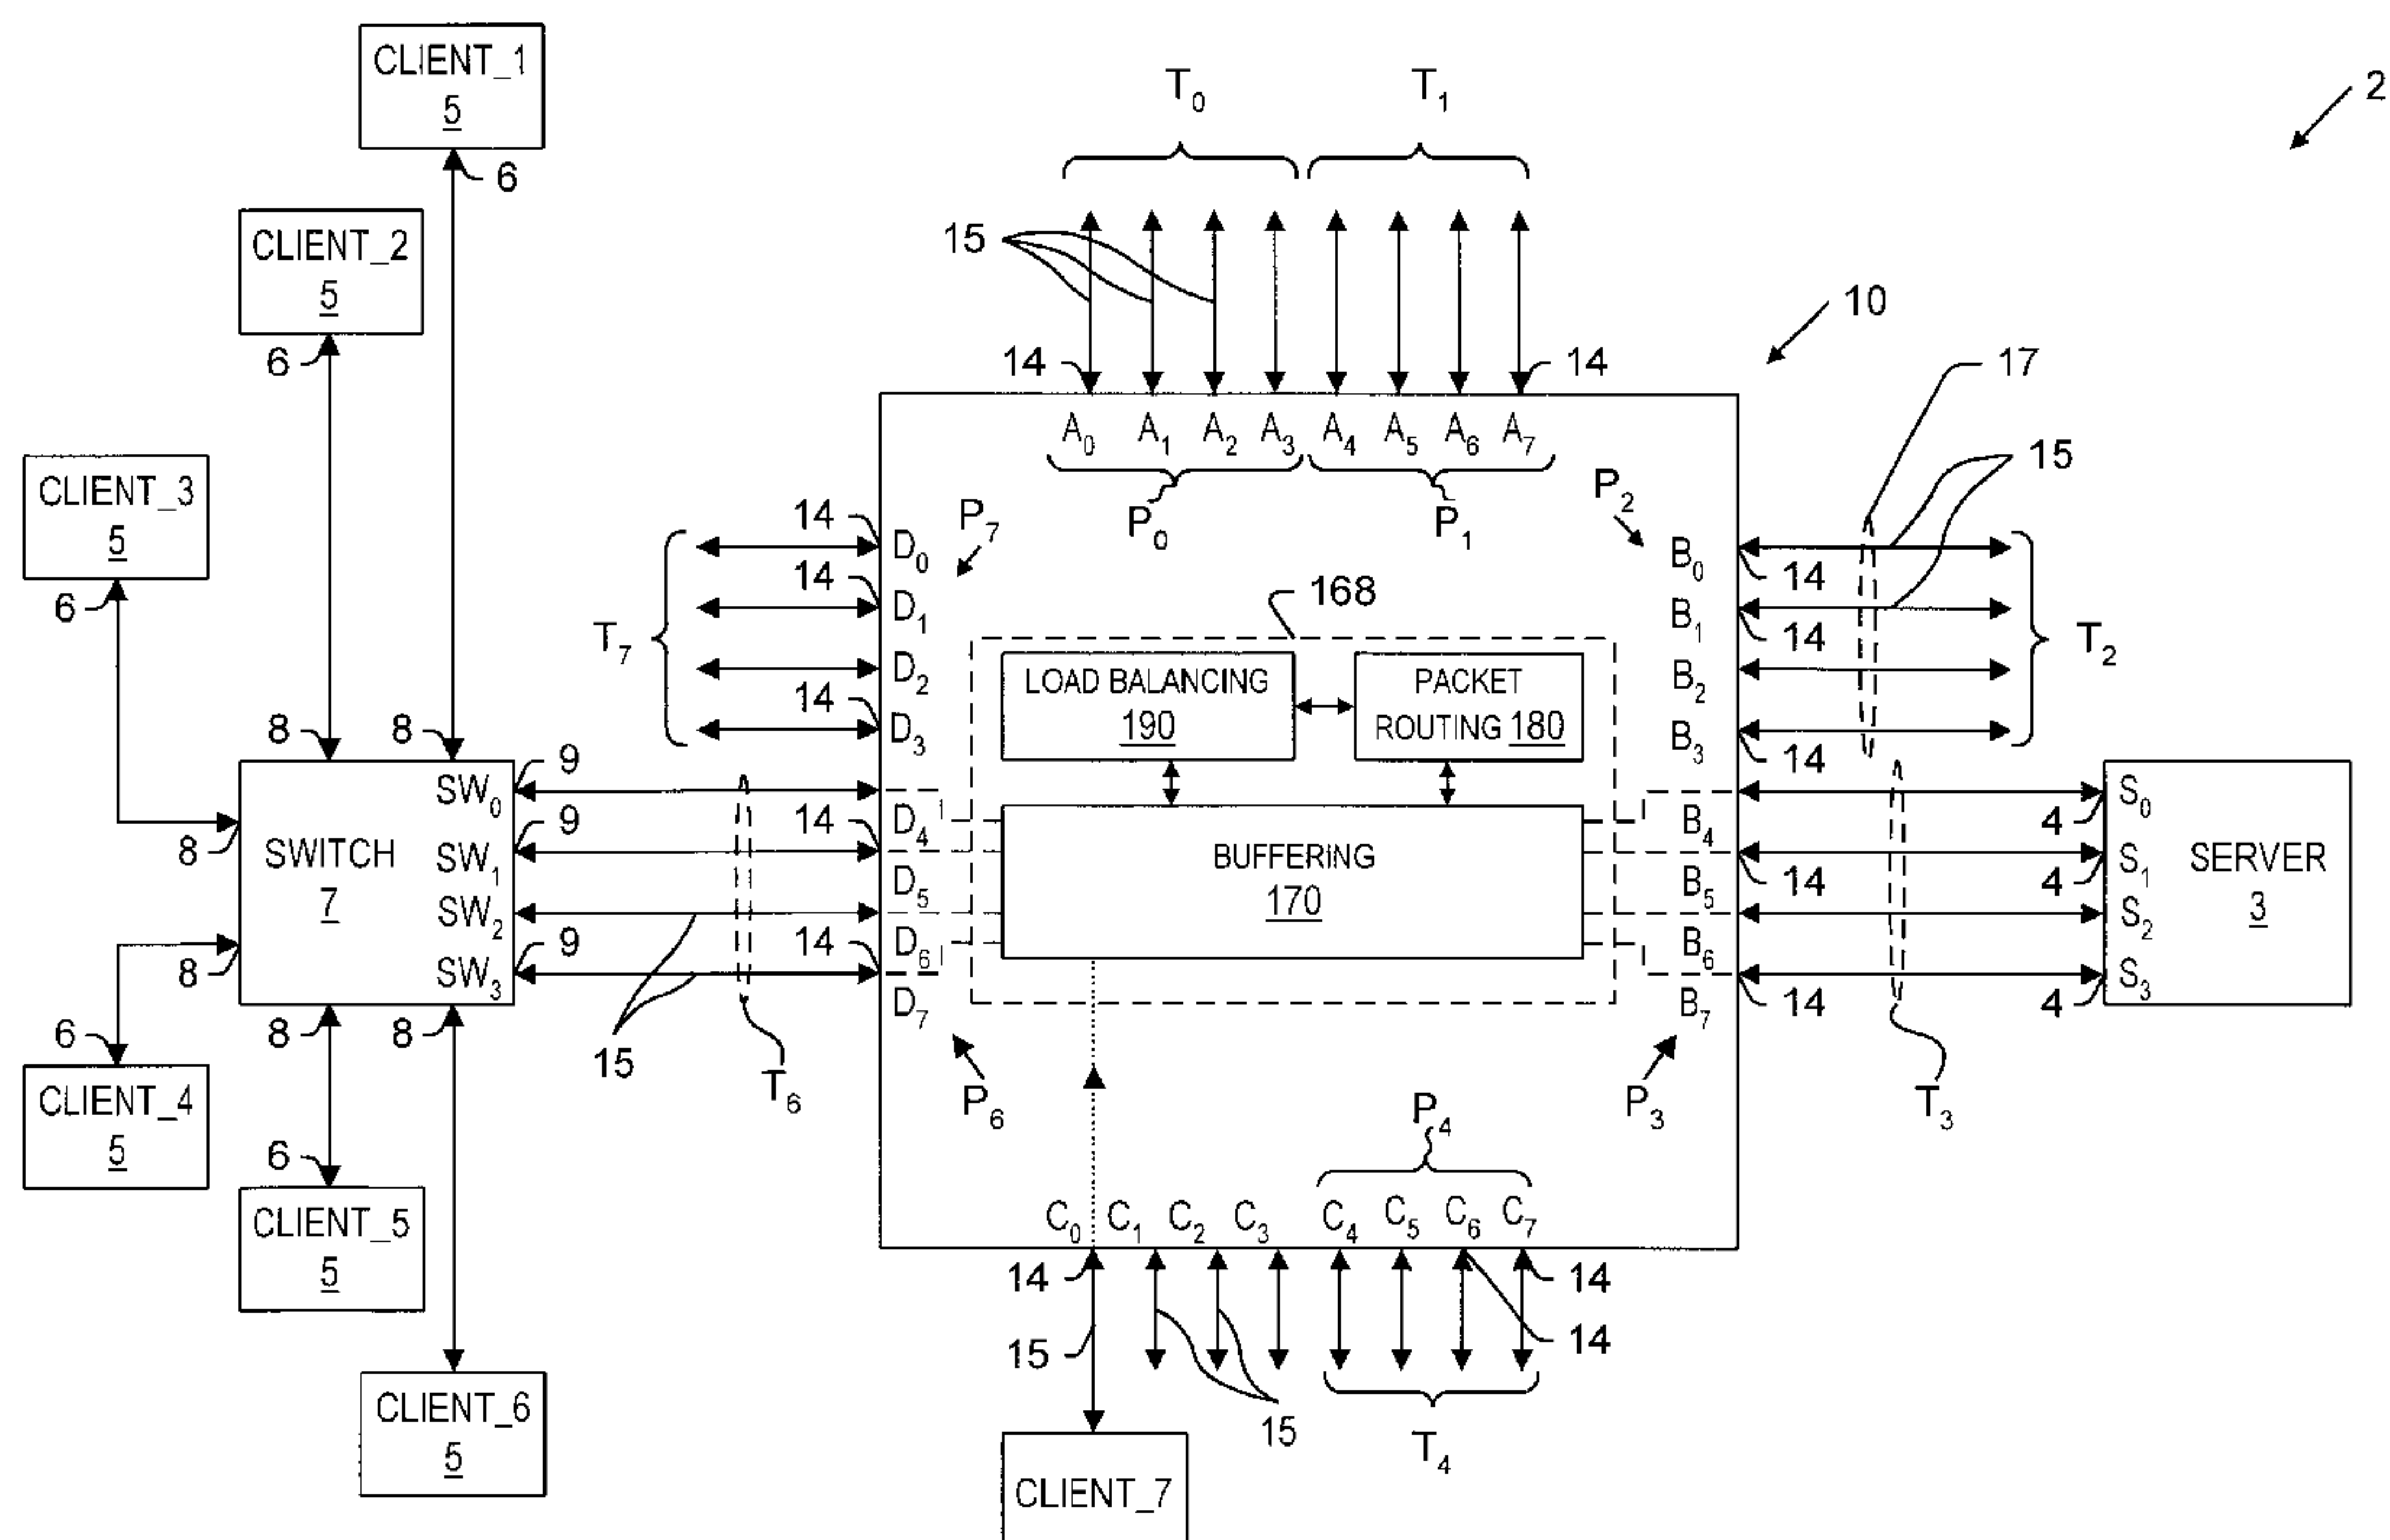 CLIENT_1
5
6
T0 T1
2
CLIENT_2
5
6
15
10
14 14
17
CLIENT_3
5
6
A0 A1 A2 A3 A4 A5 A6 A7
P0 P1
P7
P2
15
14 D0
14 D1
D2
14 D3
T7
B0 14
B1 14
B2
B3 14
T2
168
LOAD BALANCING
190
PACKET
ROUTING 180
8 8
SW0 9
8
SWITCH
7
SW1 9
SW2
8
SW3 9
8 8
D4
14
D5
D6
14
D7
BUFFERING
170
B4
14
B5
B6
14
B7
S0
4
S1
4
S2
S3
4
SERVER
3
15
T6
P6
P3
T3
6
CLIENT_4
5
6
CLIENT_5
5
P4
C0 C1 C2 C3 C4 C5 C6 C7
14 14
15 14
15
T4
CLIENT_6
5
CLIENT_7